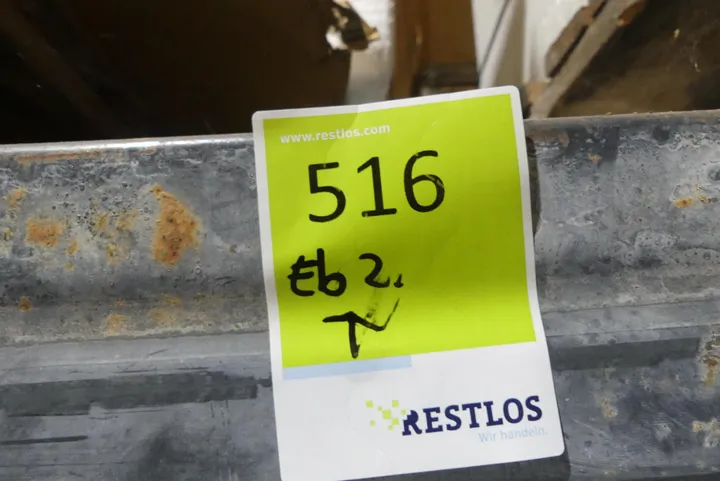 www.restlos.com
516
Eb 2.
RESTLOS
Wir handeln.